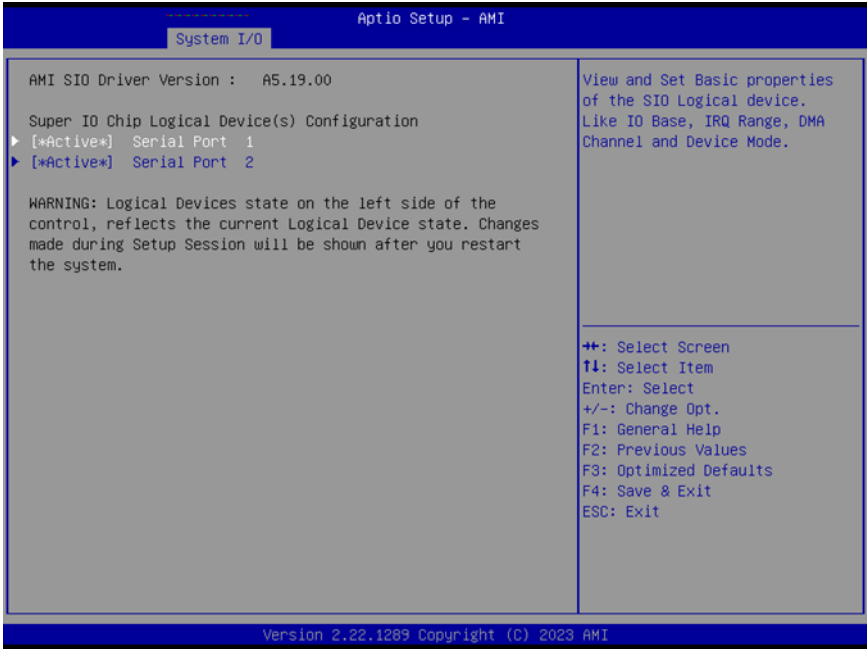 Aptio Setup - AMI
System I/O
AMI SIO Driver Version :   A5.19.00
Super IO Chip Logical Device(s) Configuration
[*Active*]  Serial Port  1
[*Active*]  Serial Port  2
WARNING: Logical Devices state on the left side of the
control, reflects the current Logical Device state. Changes
made during Setup Session will be shown after you restart
the system.
View and Set Basic properties
of the SIO Logical device.
Like IO Base, IRQ Range, DMA
Channel and Device Mode.
→←: Select Screen
↑↓: Select Item
Enter: Select
+/-: Change Opt.
F1: General Help
F2: Previous Values
F3: Optimized Defaults
F4: Save & Exit
ESC: Exit
Version 2.22.1289 Copyright (C) 2023 AMI